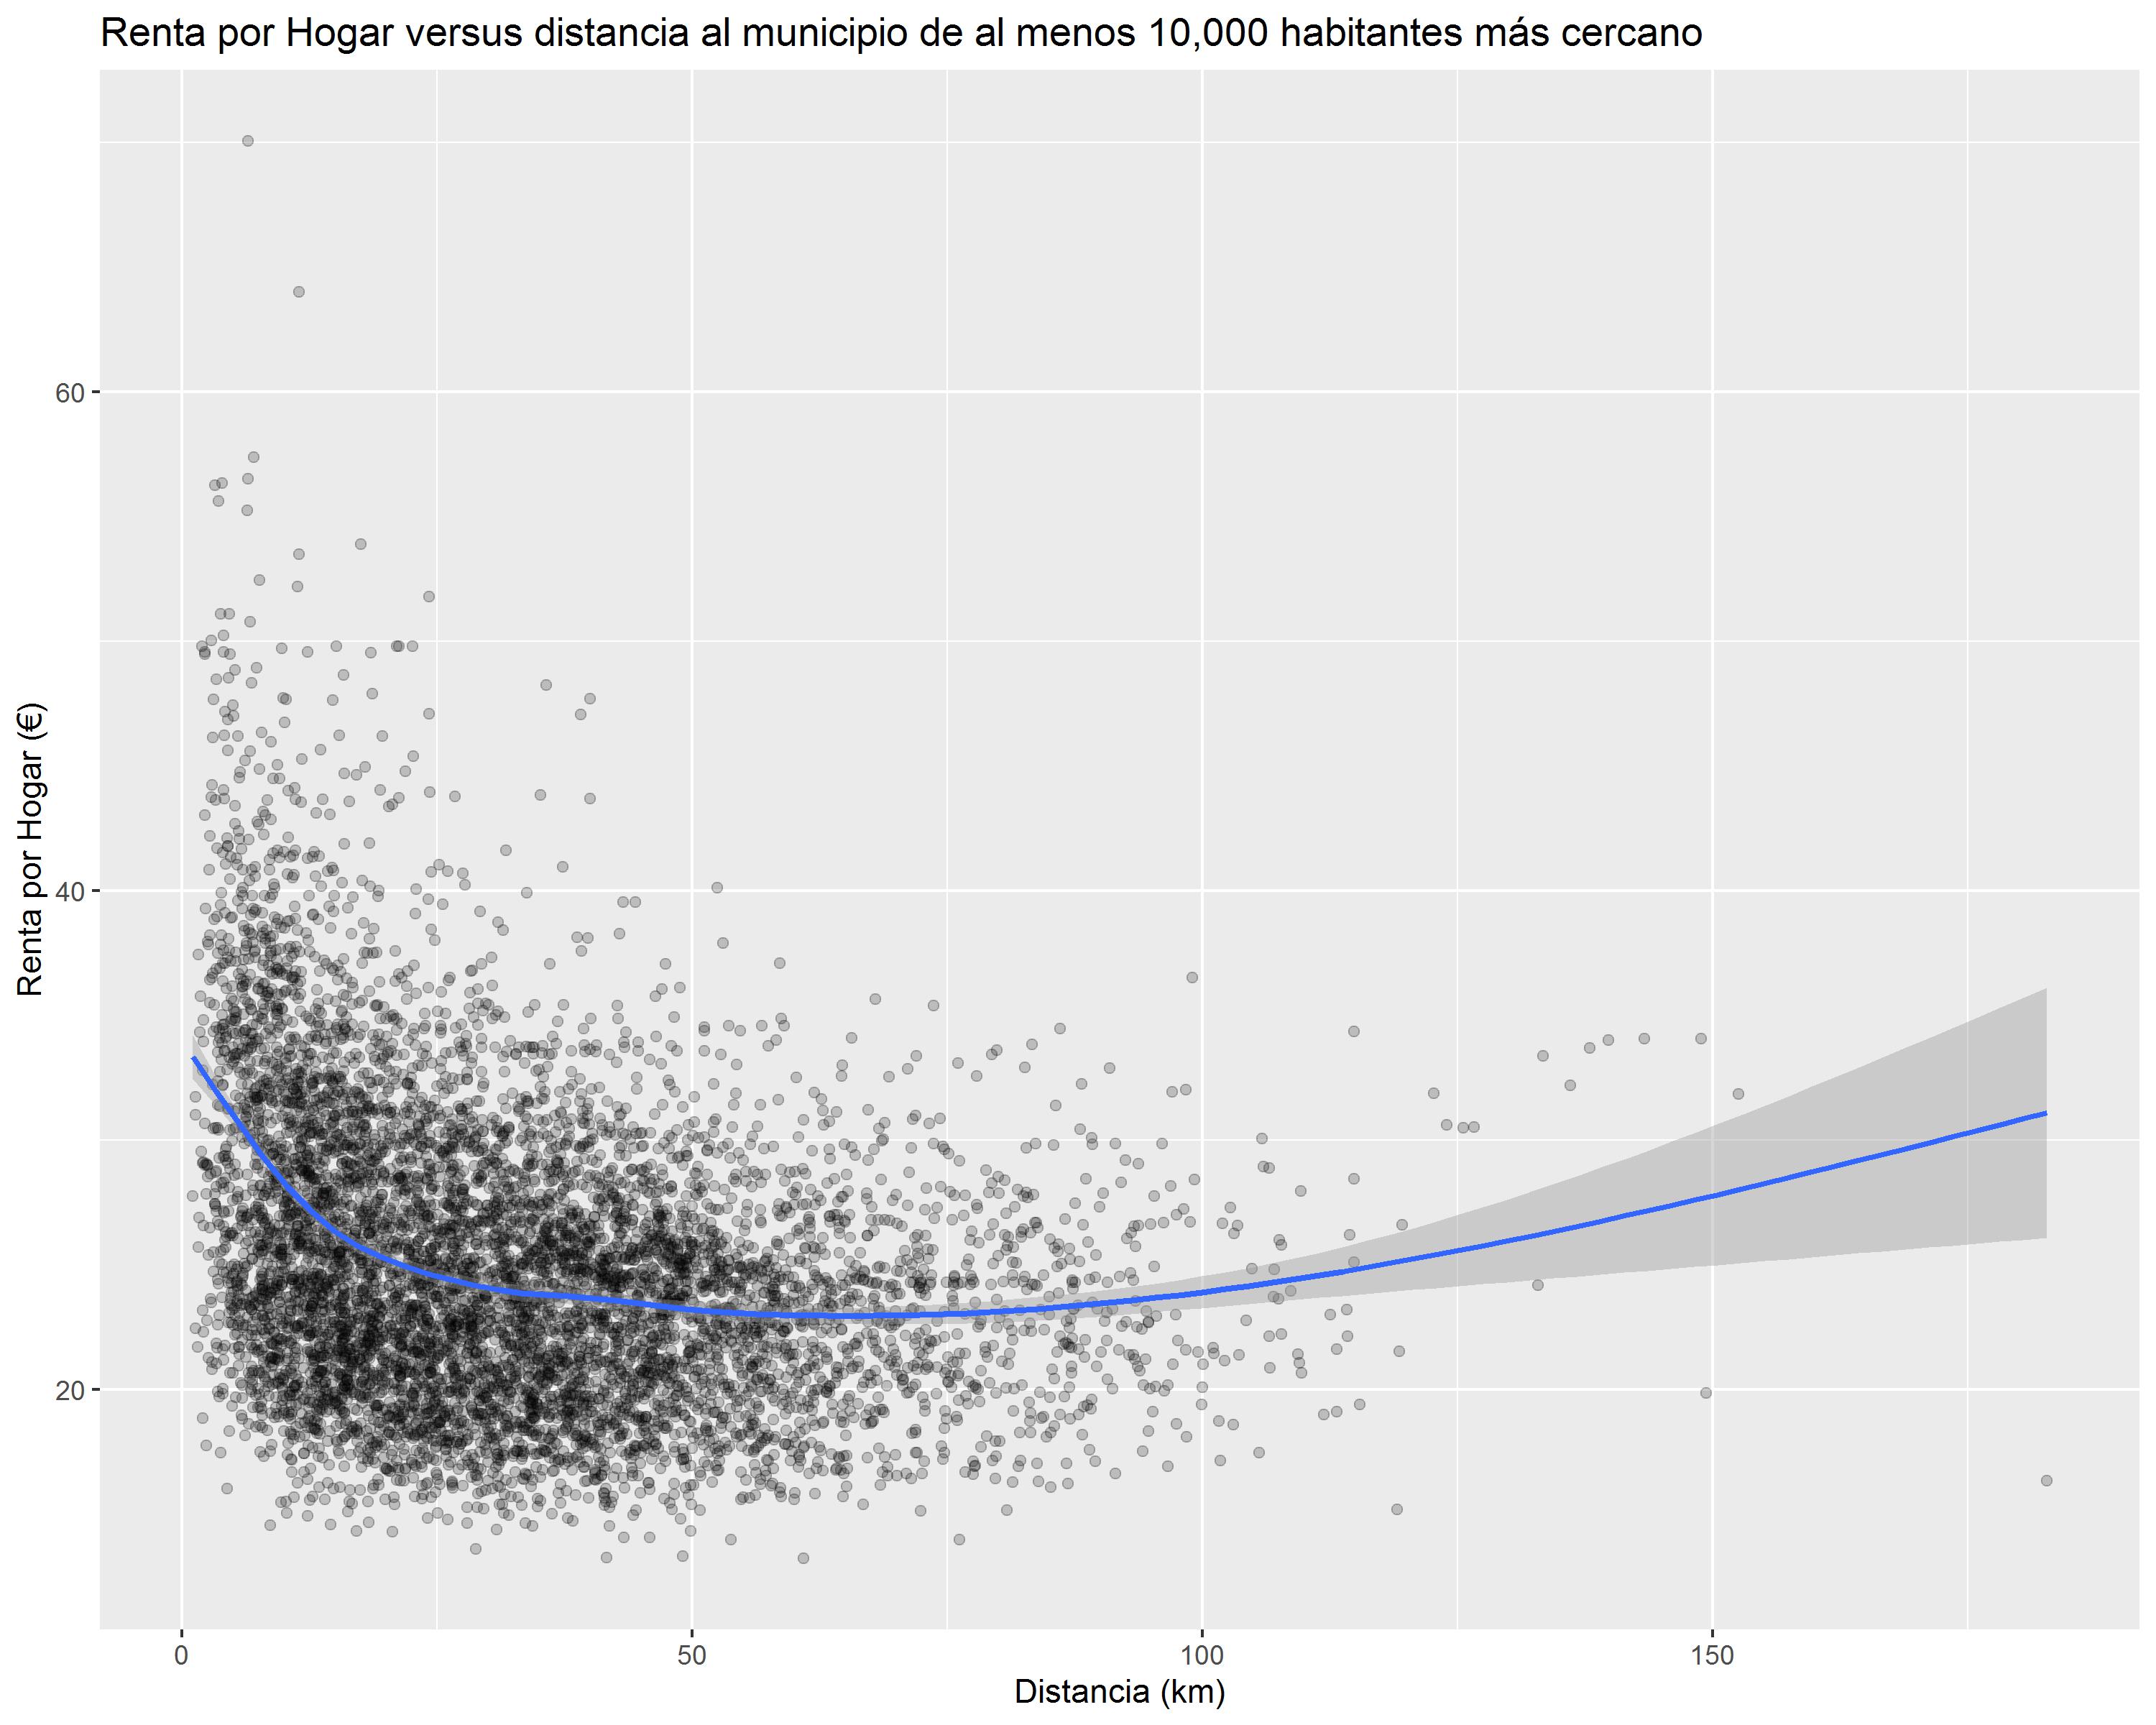 Renta por Hogar versus distancia al municipio de al menos 10,000 habitantes más cercano
Renta por Hogar (€)
60
40
20
0 50 100 150
Distancia (km)